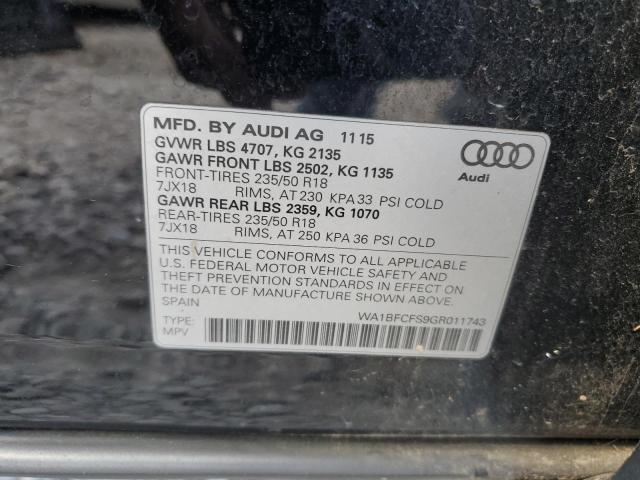 MFD. BY AUDI AG 11 15
GVWR LBS 4707, KG 2135
GAWR FRONT LBS 2502, KG 1135
FRONT-TIRES 235/50 R18
7JX18 RIMS, AT 230 KPA 33 PSI COLD
GAWR REAR LBS 2359, KG 1070
REAR-TIRES 235/50 R18
7JX18 RIMS, AT 250 KPA 36 PSI COLD
Audi
THIS VEHICLE CONFORMS TO ALL APPLICABLE
U.S. FEDERAL MOTOR VEHICLE SAFETY AND
THEFT PREVENTION STANDARDS IN EFFECT ON
THE DATE OF MANUFACTURE SHOWN ABOVE.
SPAIN
WA1BFCFS9GR011743
TYPE:
MPV